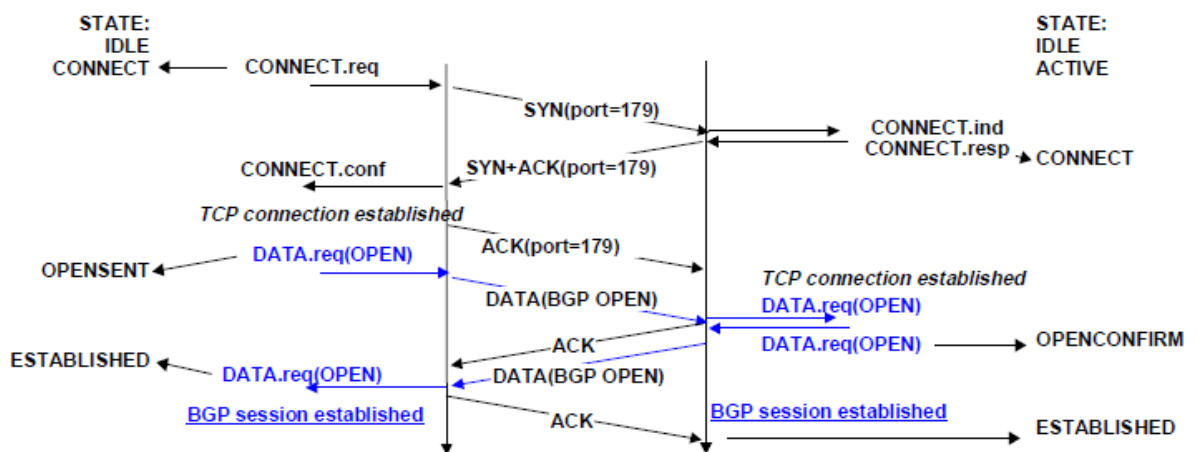 STATE:
IDLE
CONNECT
CONNECT.req
STATE:
IDLE
ACTIVE
SYN(port=179)
CONNECT.ind
CONNECT.resp
CONNECT
SYN+ACK(port=179)
CONNECT.conf
TCP connection established
ACK(port=179)
DATA.req(OPEN)
OPENSENT
TCP connection established
DATA(BGP OPEN)
DATA.req(OPEN)
DATA.req(OPEN)
OPENCONFIRM
ACK
ESTABLISHED
DATA.req(OPEN)
DATA(BGP OPEN)
BGP session established
ACK
BGP session established
ESTABLISHED